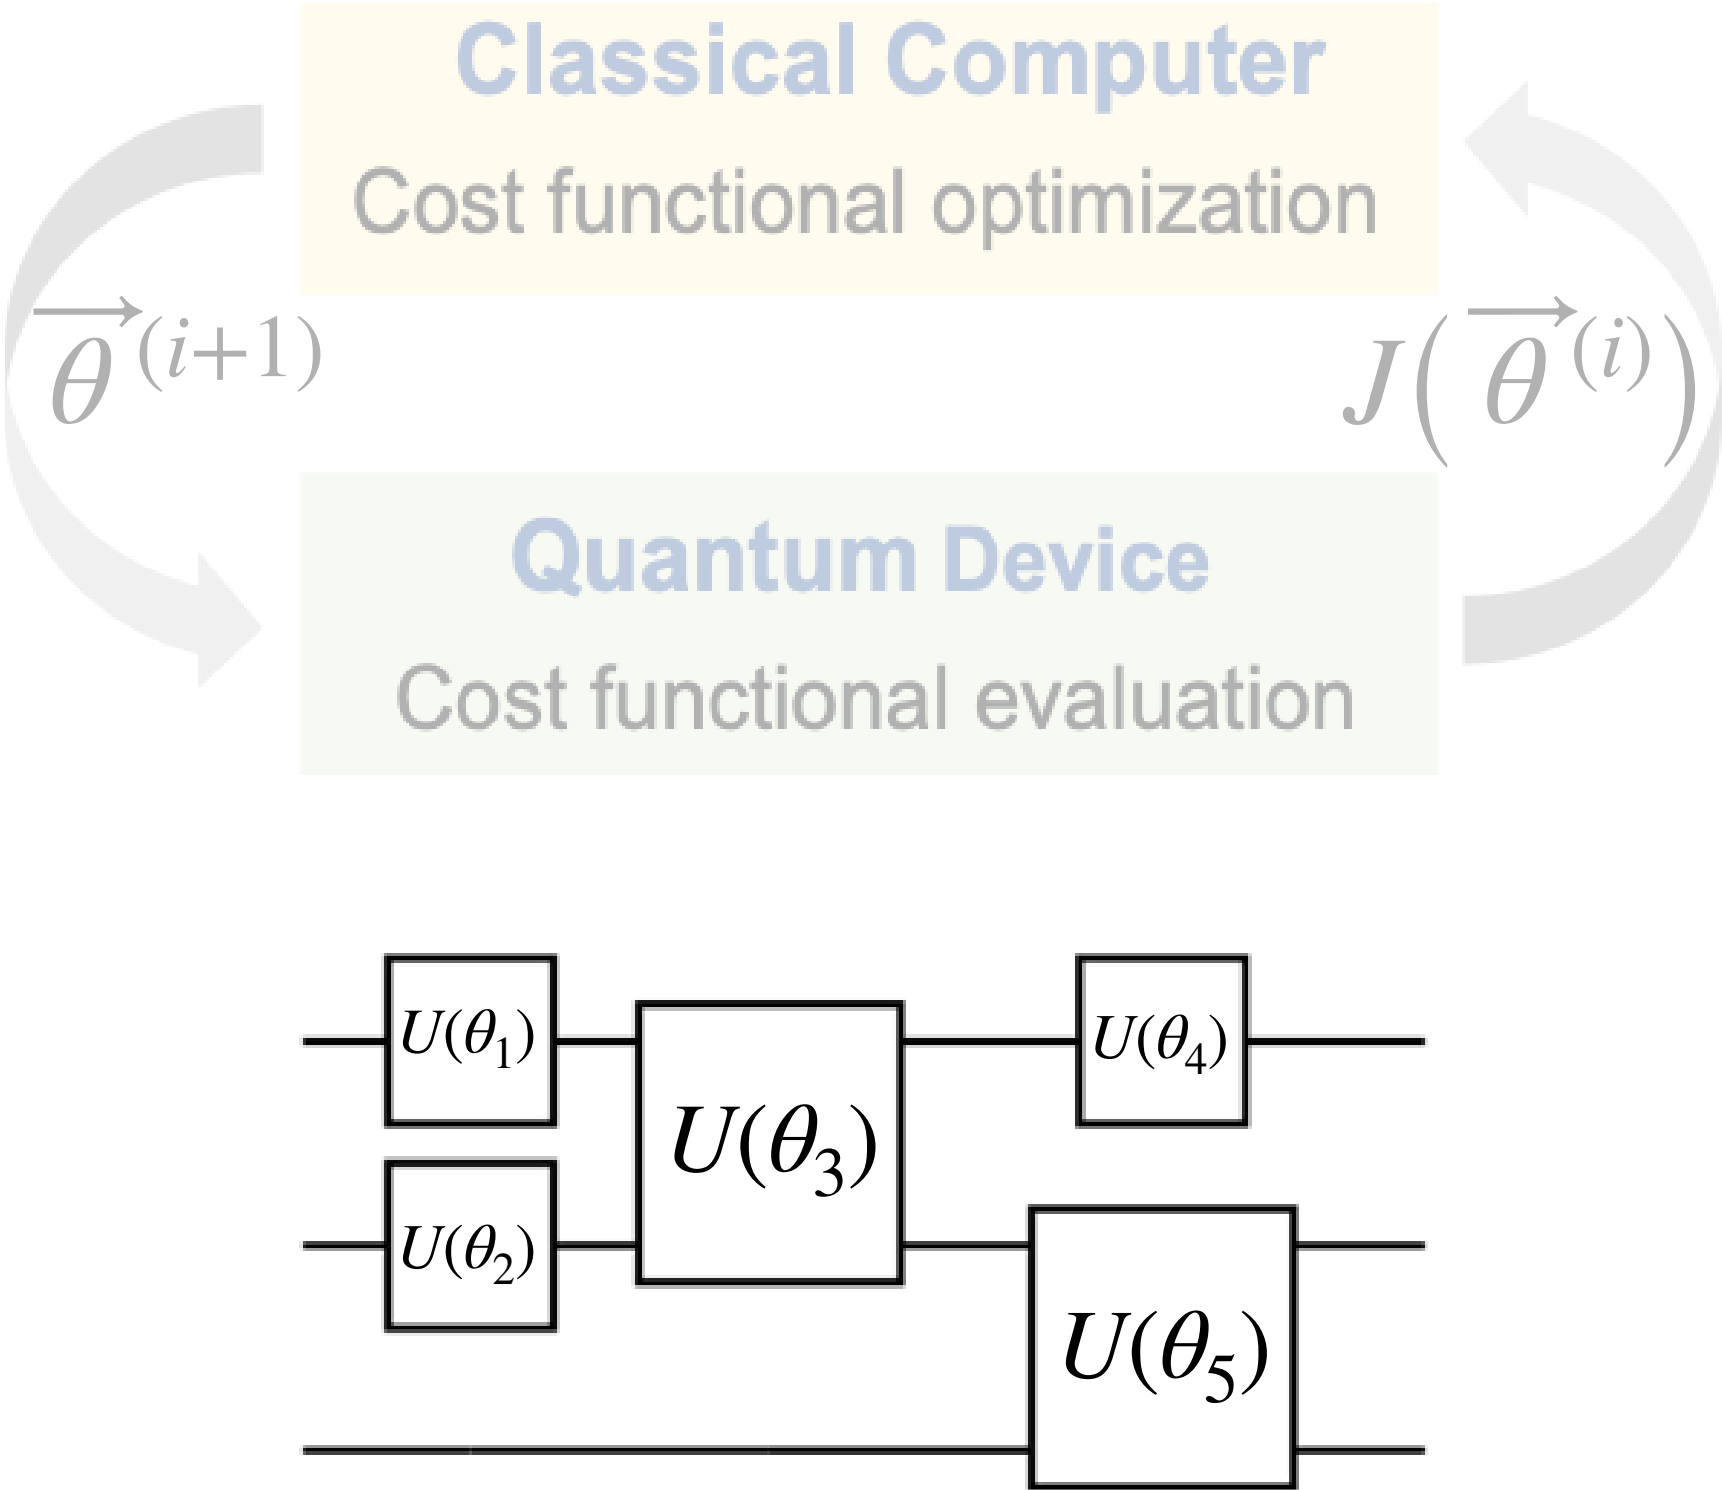 Classical Computer
Cost functional optimization
θ⃗^(i+1)
J(θ⃗^(i))
Quantum Device
Cost functional evaluation
U(θ₁)
U(θ₄)
U(θ₃)
U(θ₂)
U(θ₅)